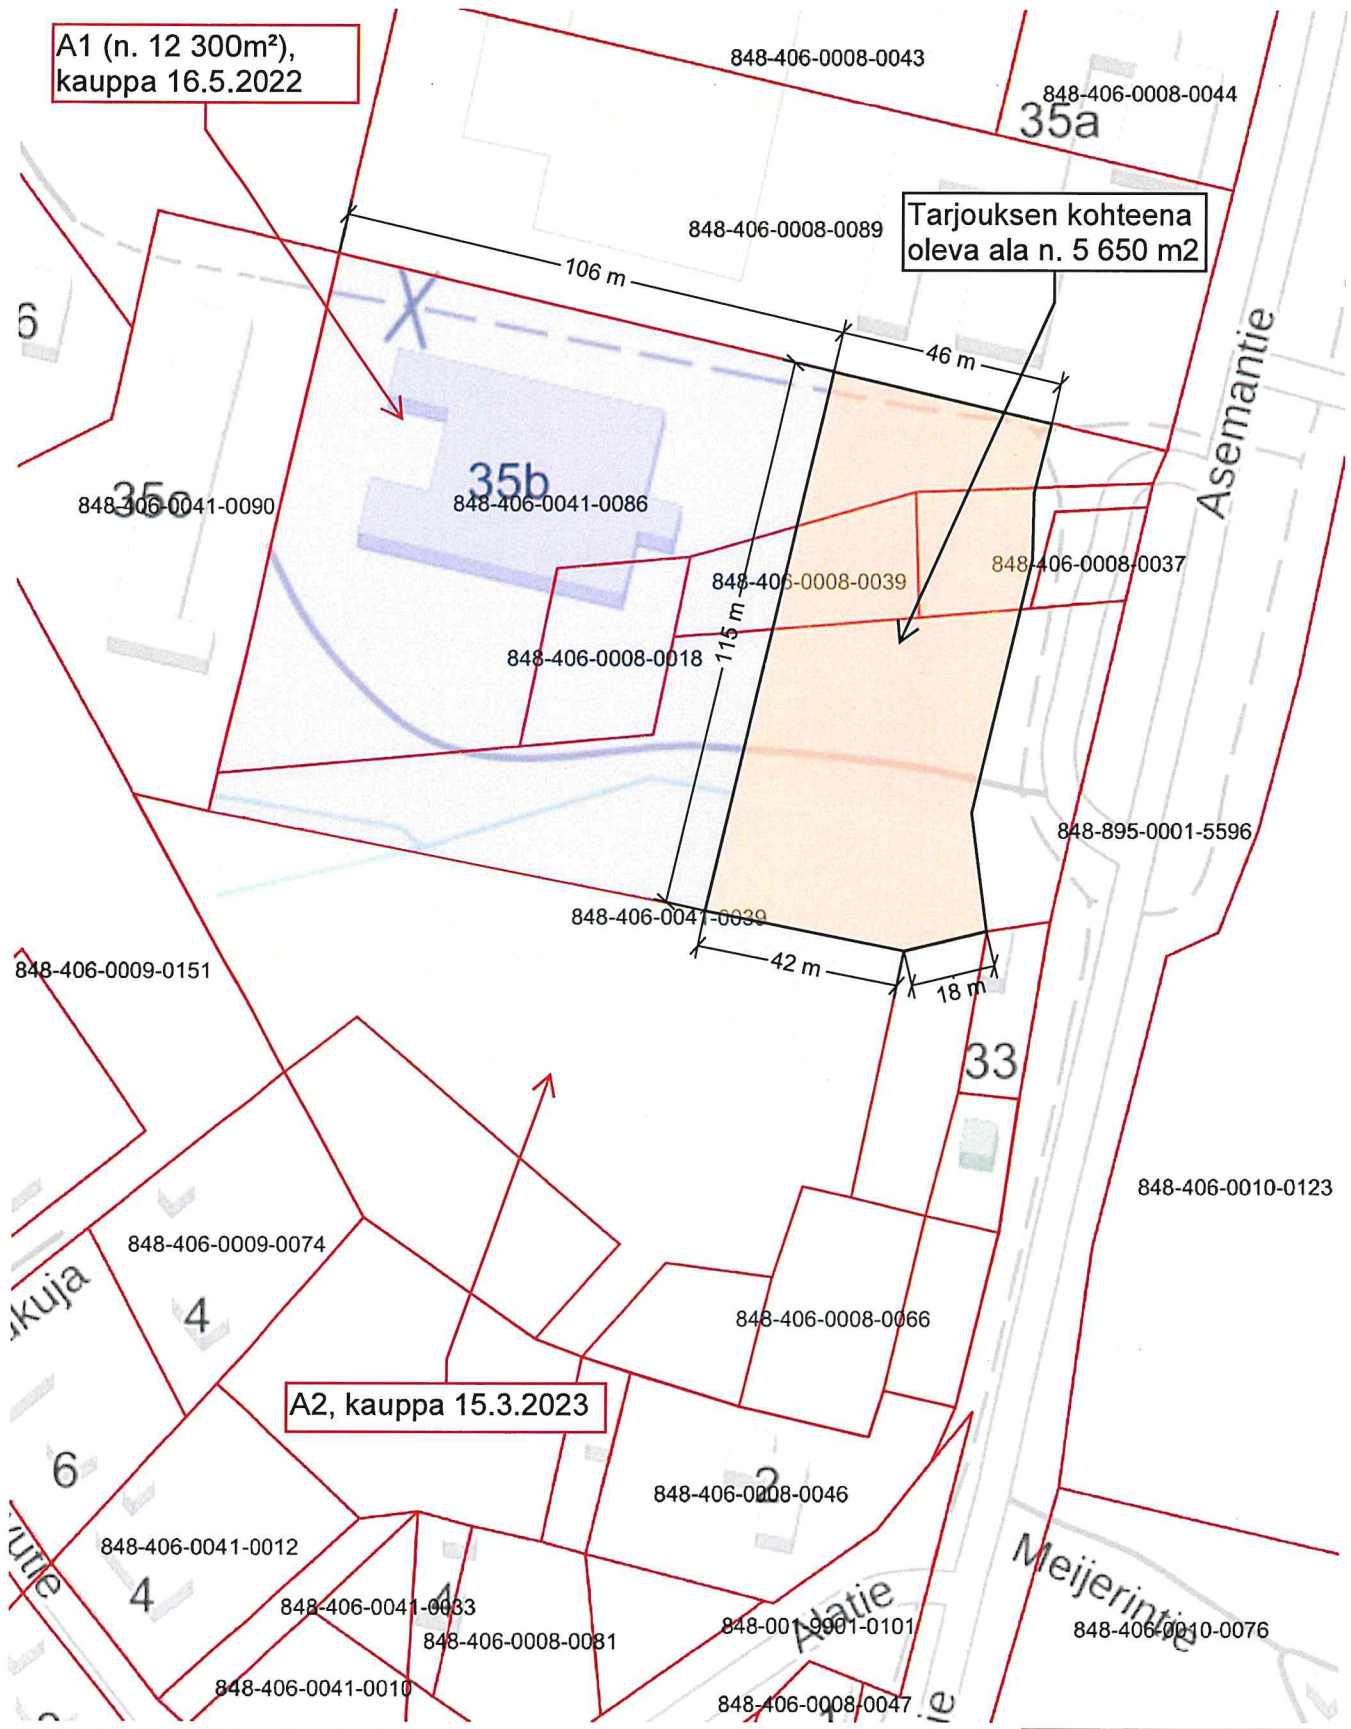 A1 (n. 12 300m²),
kauppa 16.5.2022
848-406-0008-0043
848-406-0008-0044
35a
Tarjouksen kohteena
oleva ala n. 5 650 m2
848-406-0008-0089
106 m
46 m
6
Asemantie
35b
848-406-0041-0090
848-406-0041-0086
848-406-0008-0037
848-406-0008-0039
115 m
848-406-0008-0018
848-895-0001-5596
848-406-0041-0039
848-406-0009-0151
42 m
18 m
33
848-406-0010-0123
848-406-0009-0074
4
848-406-0008-0066
A2, kauppa 15.3.2023
6
2
848-406-0208-0046
848-406-0041-0012
Meijerintie
4
4
848-406-0041-0033
Alatie
848-001-9901-0101
848-406-0010-0076
848-406-0008-0081
848-406-0041-0010
848-406-0008-0047